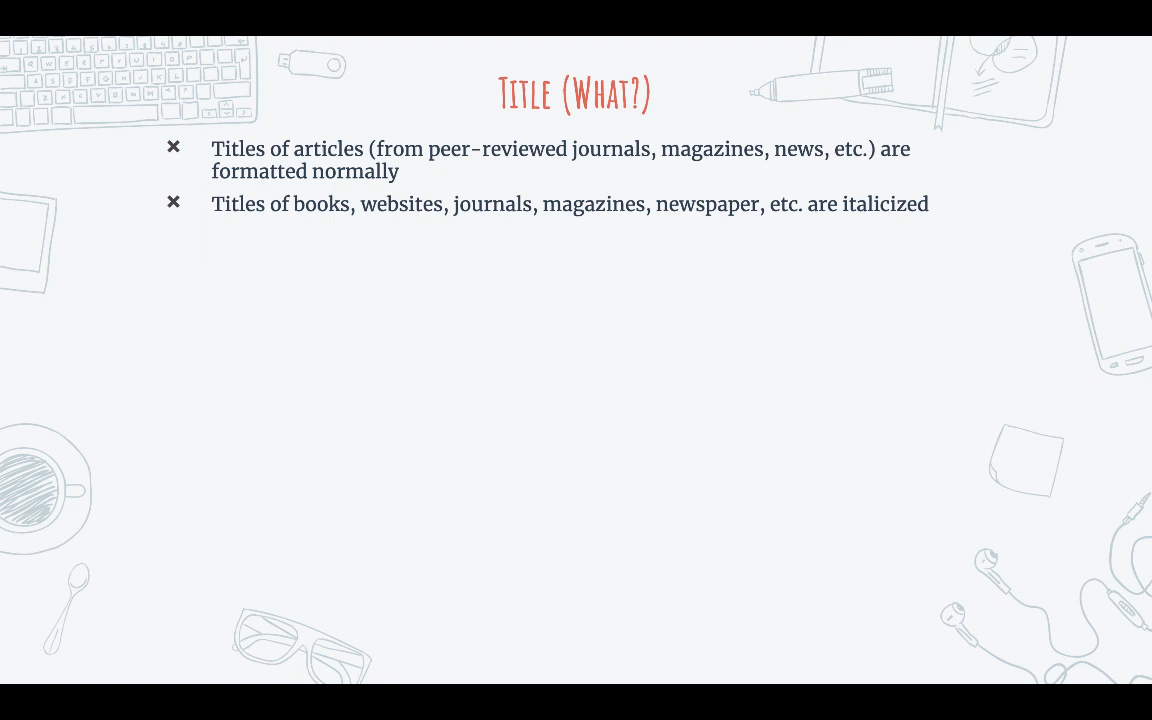 Title (What?)
Titles of articles (from peer-reviewed journals, magazines, news, etc.) are
formatted normally
Titles of books, websites, journals, magazines, newspaper, etc. are italicized